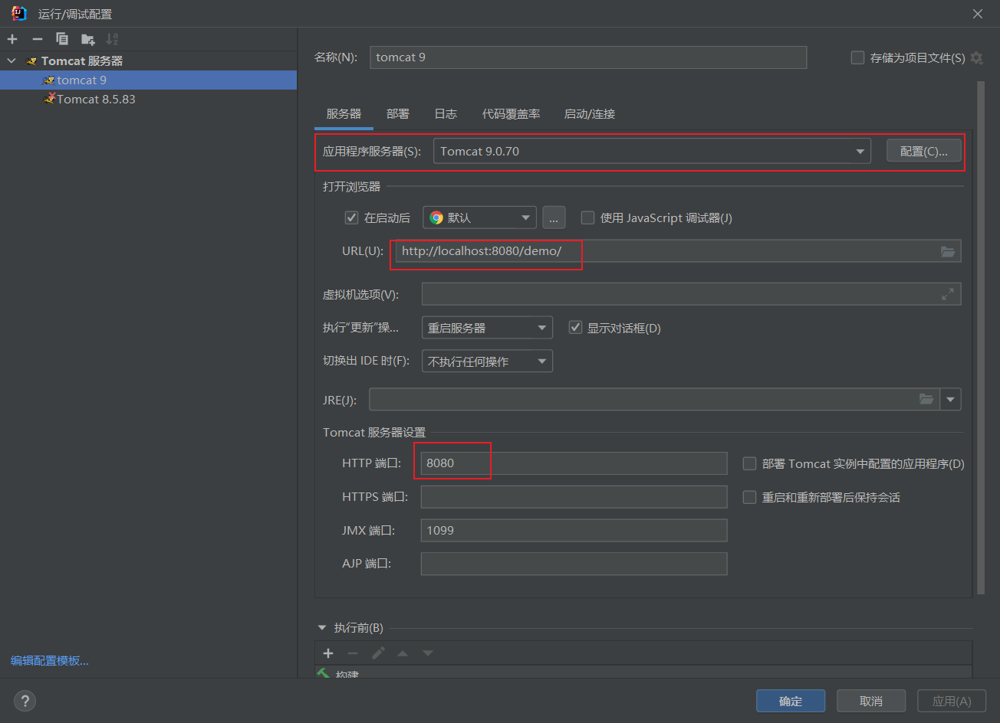 运行/调试配置
Tomcat 服务器
tomcat 9
Tomcat 8.5.83
编辑配置模板...
名称(N): tomcat 9 存储为项目文件(S)
服务器 部署 日志 代码覆盖率 启动/连接
应用程序服务器(S): Tomcat 9.0.70 配置(C)...
打开浏览器
在启动后 默认 ... 使用 JavaScript 调试器(J)
URL(U): http://localhost:8080/demo/
虚拟机选项(V):
执行“更新”操... 重启服务器 显示对话框(D)
切换出 IDE 时(F): 不执行任何操作
JRE(J):
Tomcat 服务器设置
HTTP 端口: 8080 部署 Tomcat 实例中配置的应用程序(D)
HTTPS 端口: 重启和重新部署后保持会话
JMX 端口: 1099
AJP 端口:
执行前(B)
构建
? 确定 取消 应用(A)